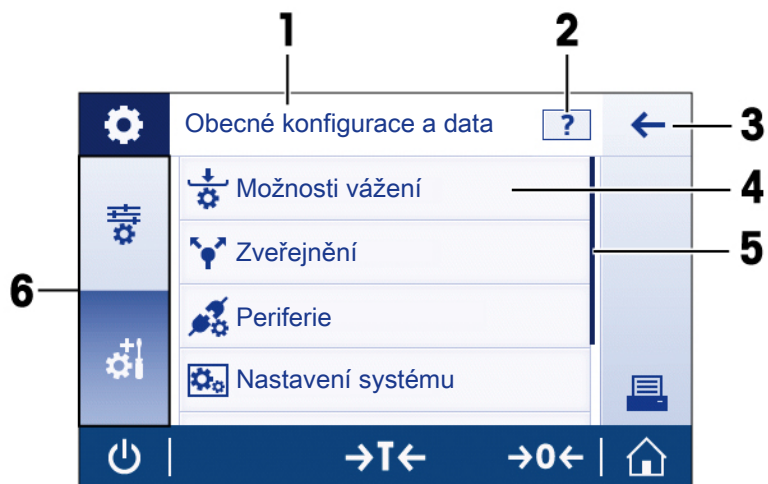 1 2
Obecné konfigurace a data ? 3
Možnosti vážení 4
Zveřejnění 5
6
Periferie
Nastavení systému
→T← →0←